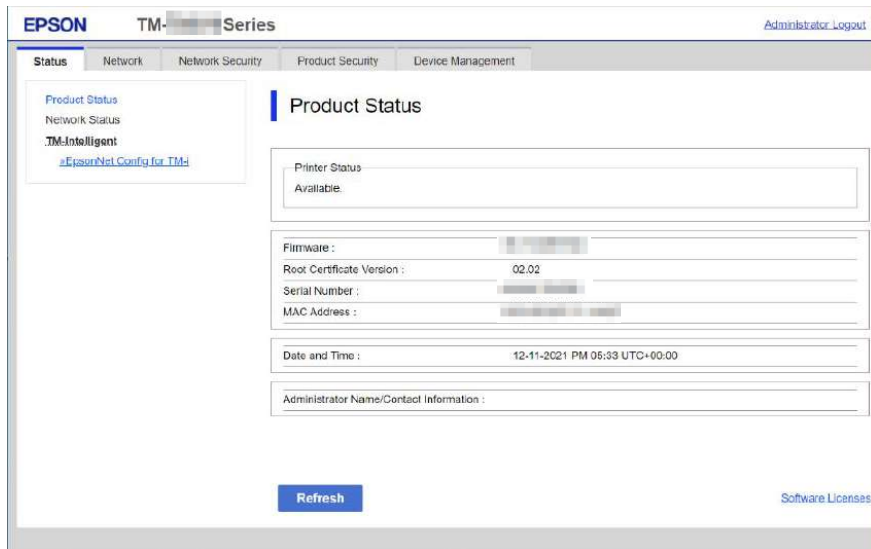 EPSON TM- Series
Administrator Logout
Status Network Network Security Product Security Device Management
Product Status
Network Status
TM-Intelligent
»EpsonNet Config for TM-i
Product Status
Printer Status
Available.
Firmware :
Root Certificate Version : 02.02
Serial Number :
MAC Address :
Date and Time : 12-11-2021 PM 05:33 UTC+00:00
Administrator Name/Contact Information :
Refresh
Software Licenses